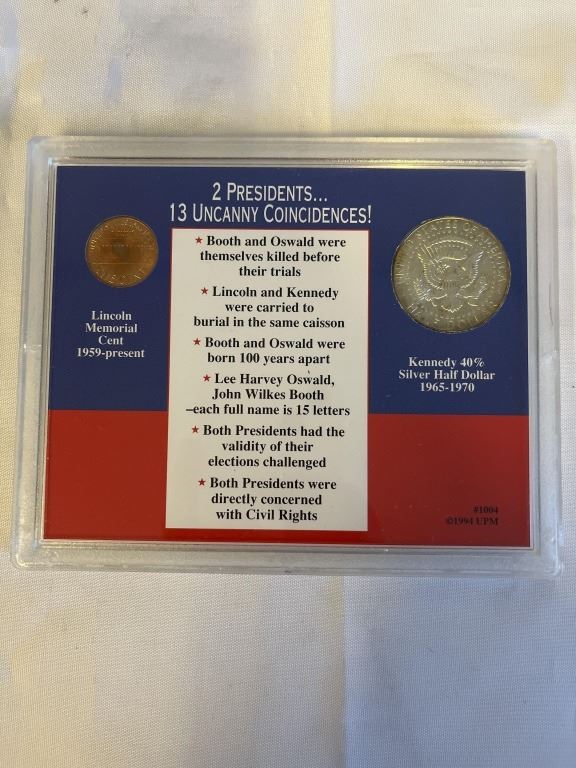 2 PRESIDENTS...
13 UNCANNY COINCIDENCES!
★ Booth and Oswald were
themselves killed before
their trials
★ Lincoln and Kennedy
were carried to
burial in the same caisson
★ Booth and Oswald were
born 100 years apart
★ Lee Harvey Oswald,
John Wilkes Booth
–each full name is 15 letters
★ Both Presidents had the
validity of their
elections challenged
★ Both Presidents were
directly concerned
with Civil Rights
Lincoln
Memorial
Cent
1959-present
Kennedy 40%
Silver Half Dollar
1965-1970
#1004
©1994 UPM